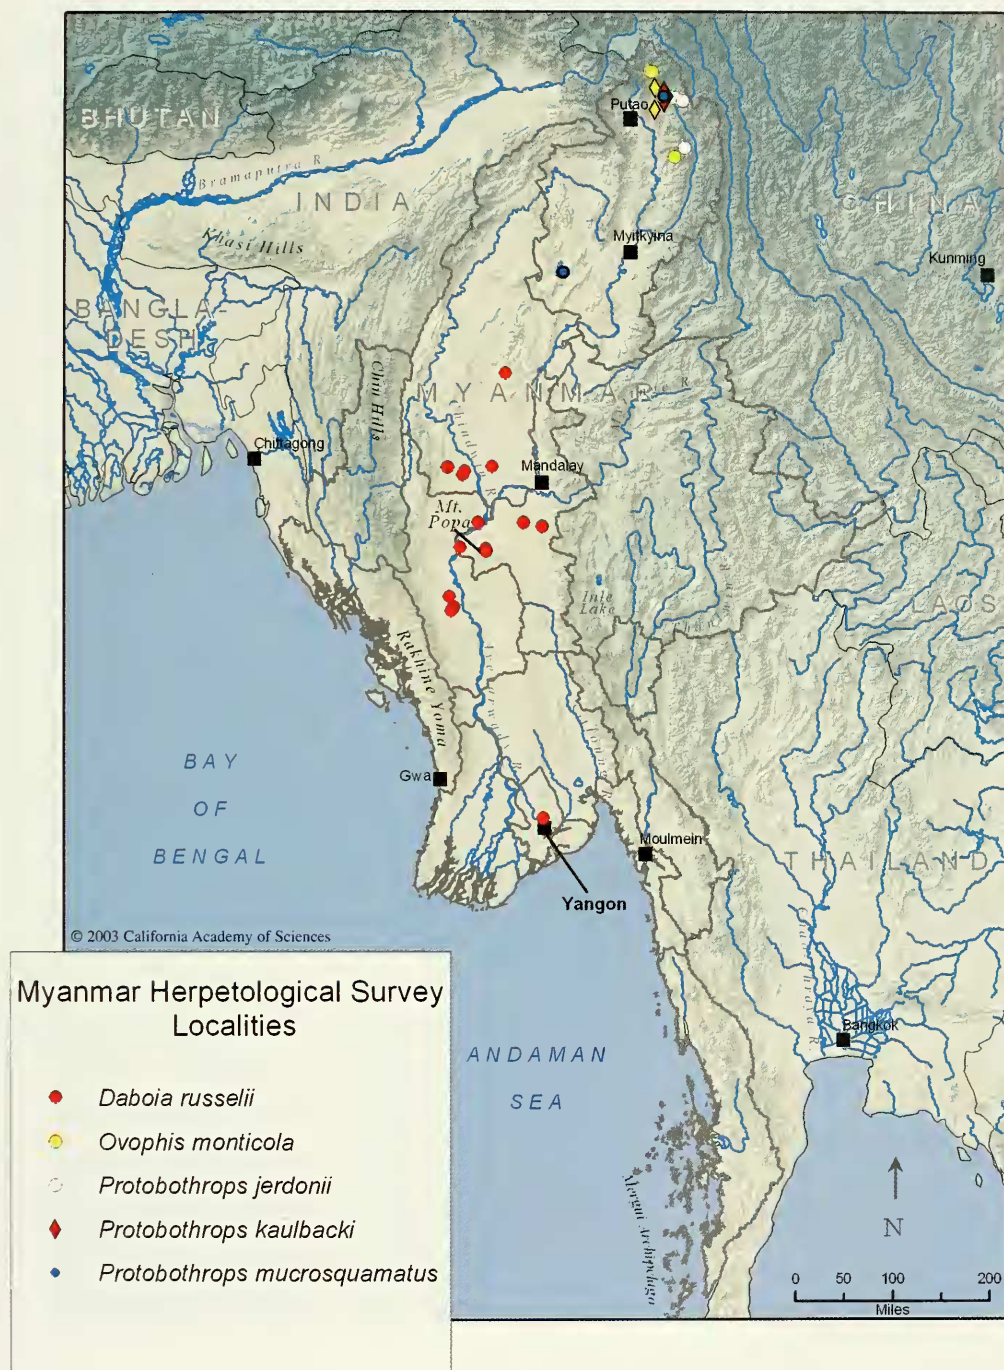 BHUTAN
Bramaputra R
INDIA
Khasi Hills
BANGLA-
DESH
Putao
CHINA
Myitkyina
Kunming
MYANMAR
Chin Hills
Chittagong
Mandalay
Mt.
Popa
Inle
Lake
LAOS
Rakhine Yoma
BAY
OF
BENGAL
Gwa
Moulmein
THAILAND
Yangon
© 2003 California Academy of Sciences
Bangkok
ANDAMAN
SEA
Mergui Archipelago
N
0 50 100 200
Miles
Myanmar Herpetological Survey
Localities
Daboia russelii
Ovophis monticola
Protobothrops jerdonii
Protobothrops kaulbacki
Protobothrops mucrosquamatus